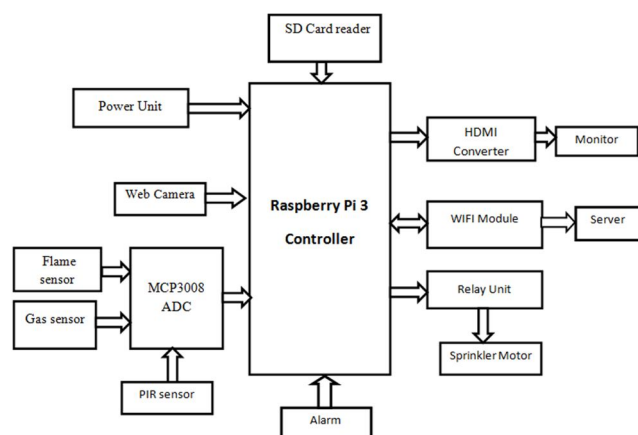 SD Card reader
Power Unit
Web Camera
Flame
sensor
Gas sensor
MCP3008
ADC
PIR sensor
Raspberry Pi 3
Controller
Alarm
HDMI
Converter
Monitor
WIFI Module
Server
Relay Unit
Sprinkler Motor